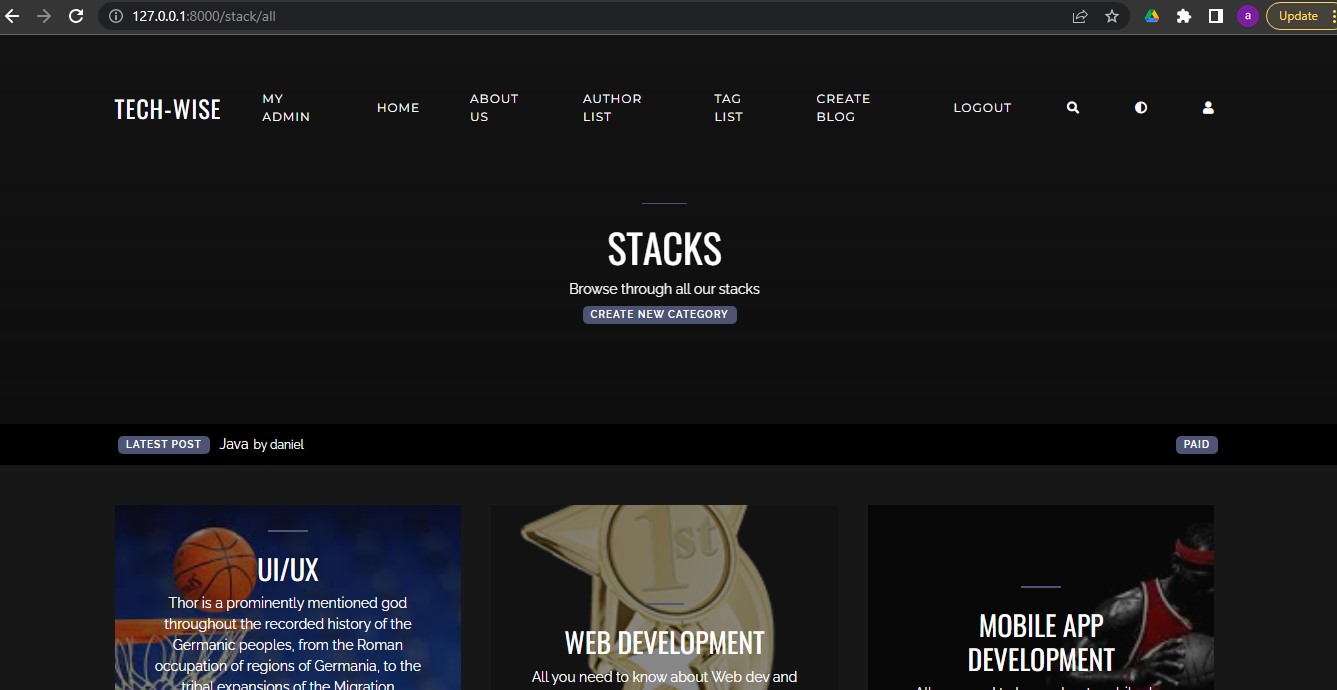 127.0.0.1:8000/stack/all
a
Update
TECH-WISE
MY
ADMIN
HOME
ABOUT
US
AUTHOR
LIST
TAG
LIST
CREATE
BLOG
LOGOUT
STACKS
Browse through all our stacks
CREATE NEW CATEGORY
LATEST POST Java by daniel
PAID
1st
UI/UX
Thor is a prominently mentioned god
throughout the recorded history of the
Germanic peoples, from the Roman
occupation of regions of Germania, to the
tribal expansions of the Migration
WEB DEVELOPMENT
All you need to know about Web dev and
MOBILE APP
DEVELOPMENT